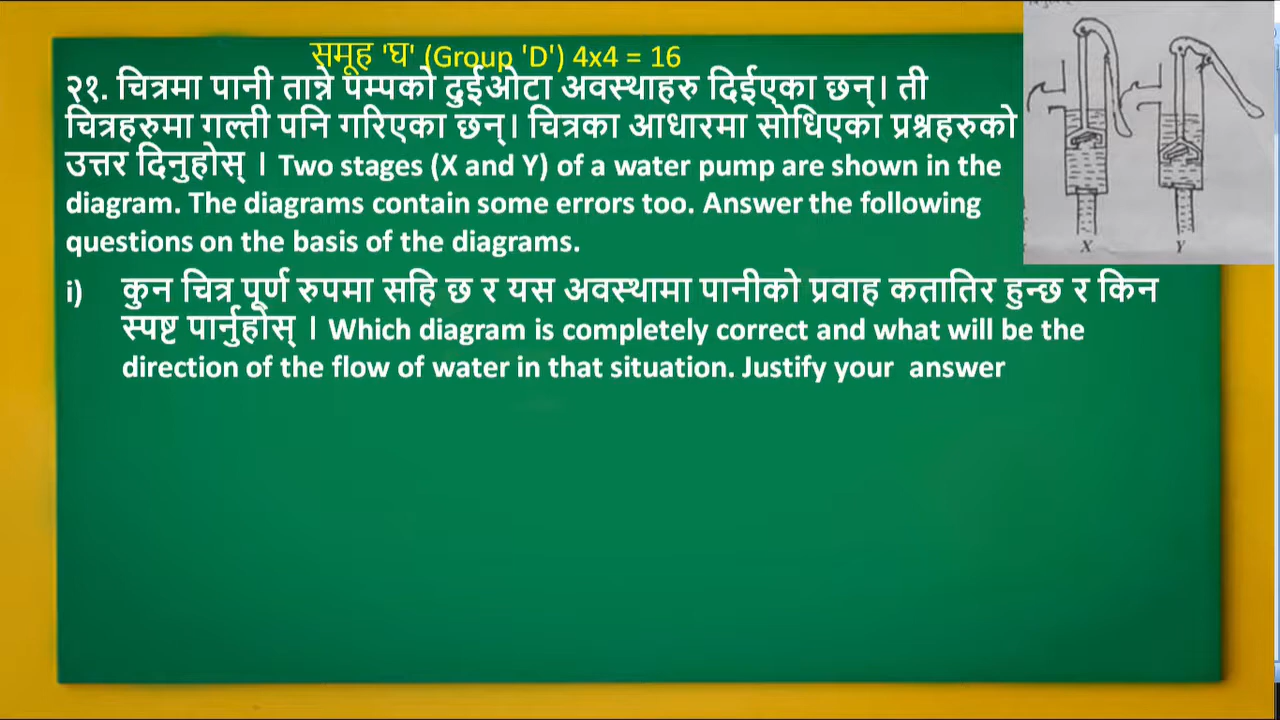 समूह 'घ' (Group 'D') 4x4 = 16
२१. चित्रमा पानी तान्ने पम्पको दुईओटा अवस्थाहरु दिईएका छन्। ती
चित्रहरुमा गल्ती पनि गरिएका छन्। चित्रका आधारमा सोधिएका प्रश्नहरुको
उत्तर दिनुहोस् । Two stages (X and Y) of a water pump are shown in the
diagram. The diagrams contain some errors too. Answer the following
questions on the basis of the diagrams.
X Y
i) कुन चित्र पूर्ण रुपमा सहि छ र यस अवस्थामा पानीको प्रवाह कतातिर हुन्छ र किन
स्पष्ट पार्नुहोस् । Which diagram is completely correct and what will be the
direction of the flow of water in that situation. Justify your answer